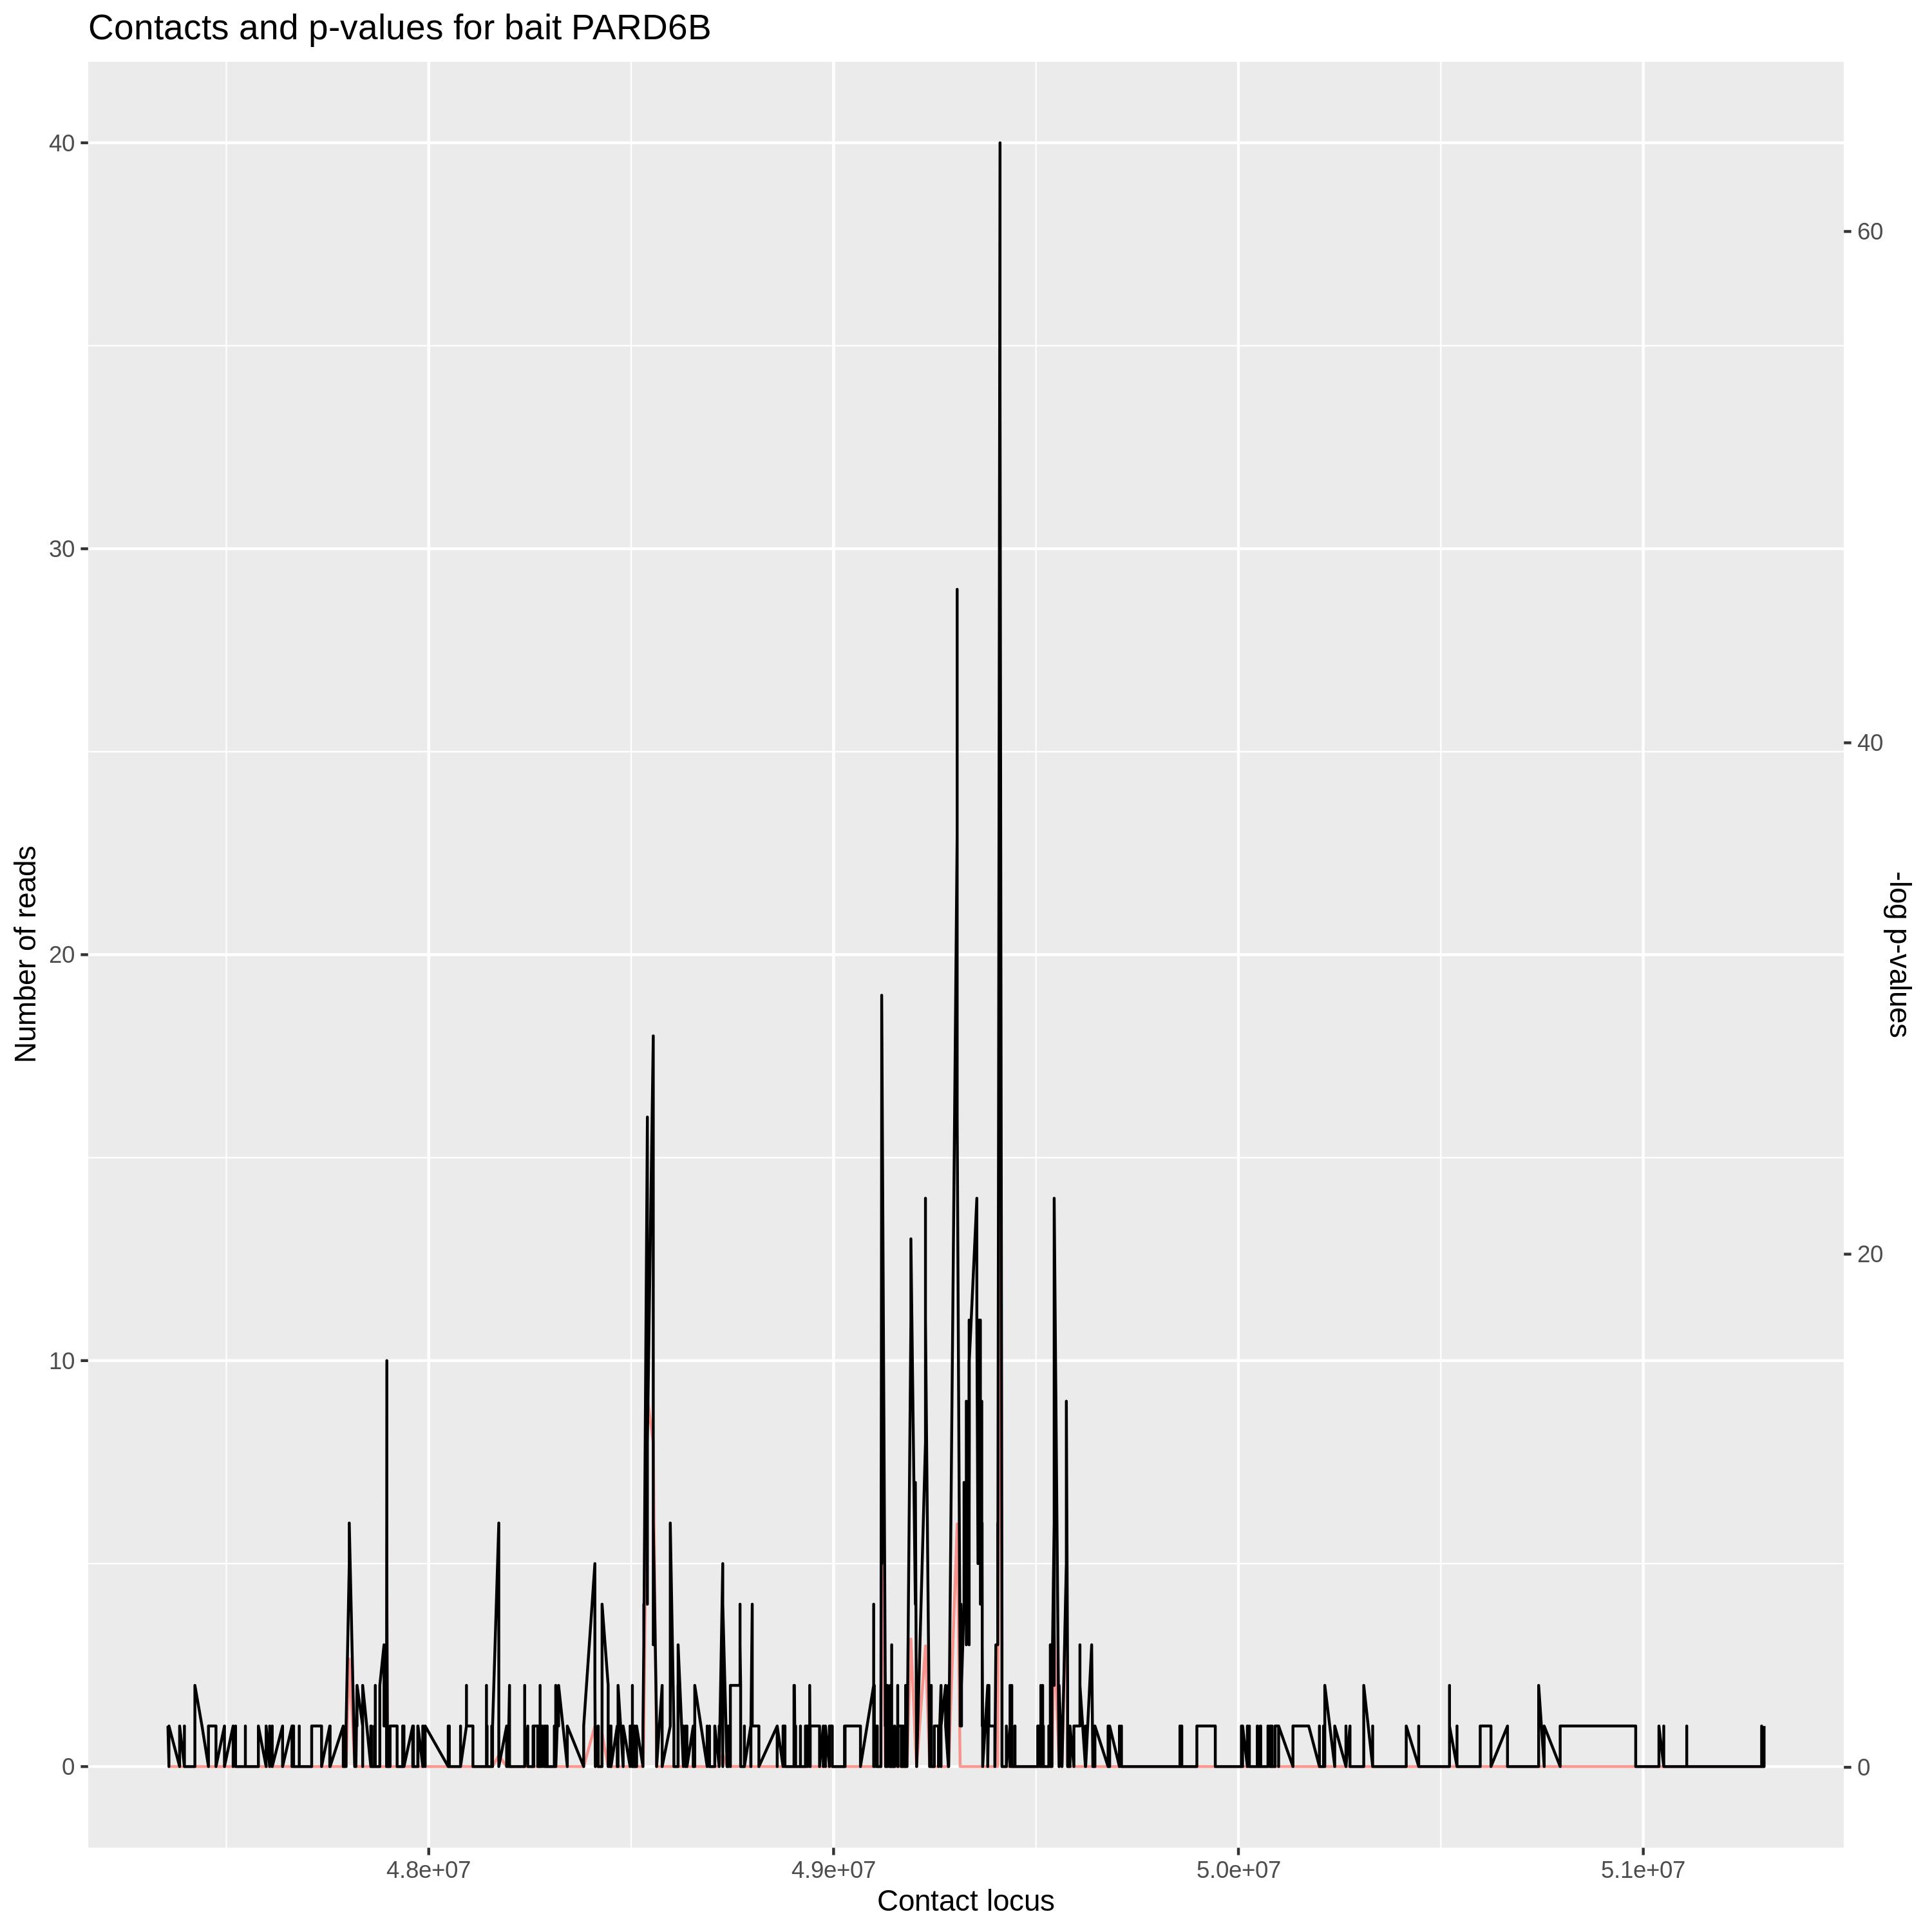 Contacts and p-values for bait PARD6B
40
30
20
10
0
60
40
20
0
Number of reads
-log p-values
4.8e+07 4.9e+07 5.0e+07 5.1e+07
Contact locus